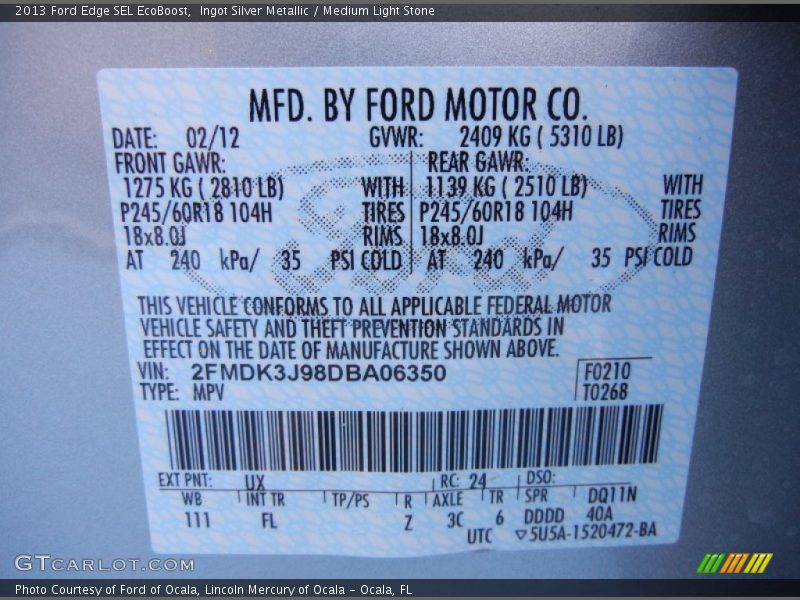 2013 Ford Edge SEL EcoBoost, Ingot Silver Metallic / Medium Light Stone
MFD. BY FORD MOTOR CO.
DATE: 02/12 GVWR: 2409 KG ( 5310 LB)
FRONT GAWR: REAR GAWR:
1275 KG ( 2810 LB) WITH 1139 KG ( 2510 LB) WITH
P245/60R18 104H TIRES P245/60R18 104H TIRES
18x8.0J RIMS 18x8.0J RIMS
AT 240 kPa/ 35 PSI COLD AT 240 kPa/ 35 PSI COLD
THIS VEHICLE CONFORMS TO ALL APPLICABLE FEDERAL MOTOR
VEHICLE SAFETY AND THEFT PREVENTION STANDARDS IN
EFFECT ON THE DATE OF MANUFACTURE SHOWN ABOVE.
VIN: 2FMDK3J98DBA06350 F0210
TYPE: MPV T0268
EXT PNT: UX RC: 24 DSO:
WB INT TR TP/PS R AXLE TR SPR DQ11N
111 FL Z 3C 6 DDDD 40A
UTC ▽5U5A-1520472-BA
GTCARLOT.COM
Photo Courtesy of Ford of Ocala, Lincoln Mercury of Ocala – Ocala, FL